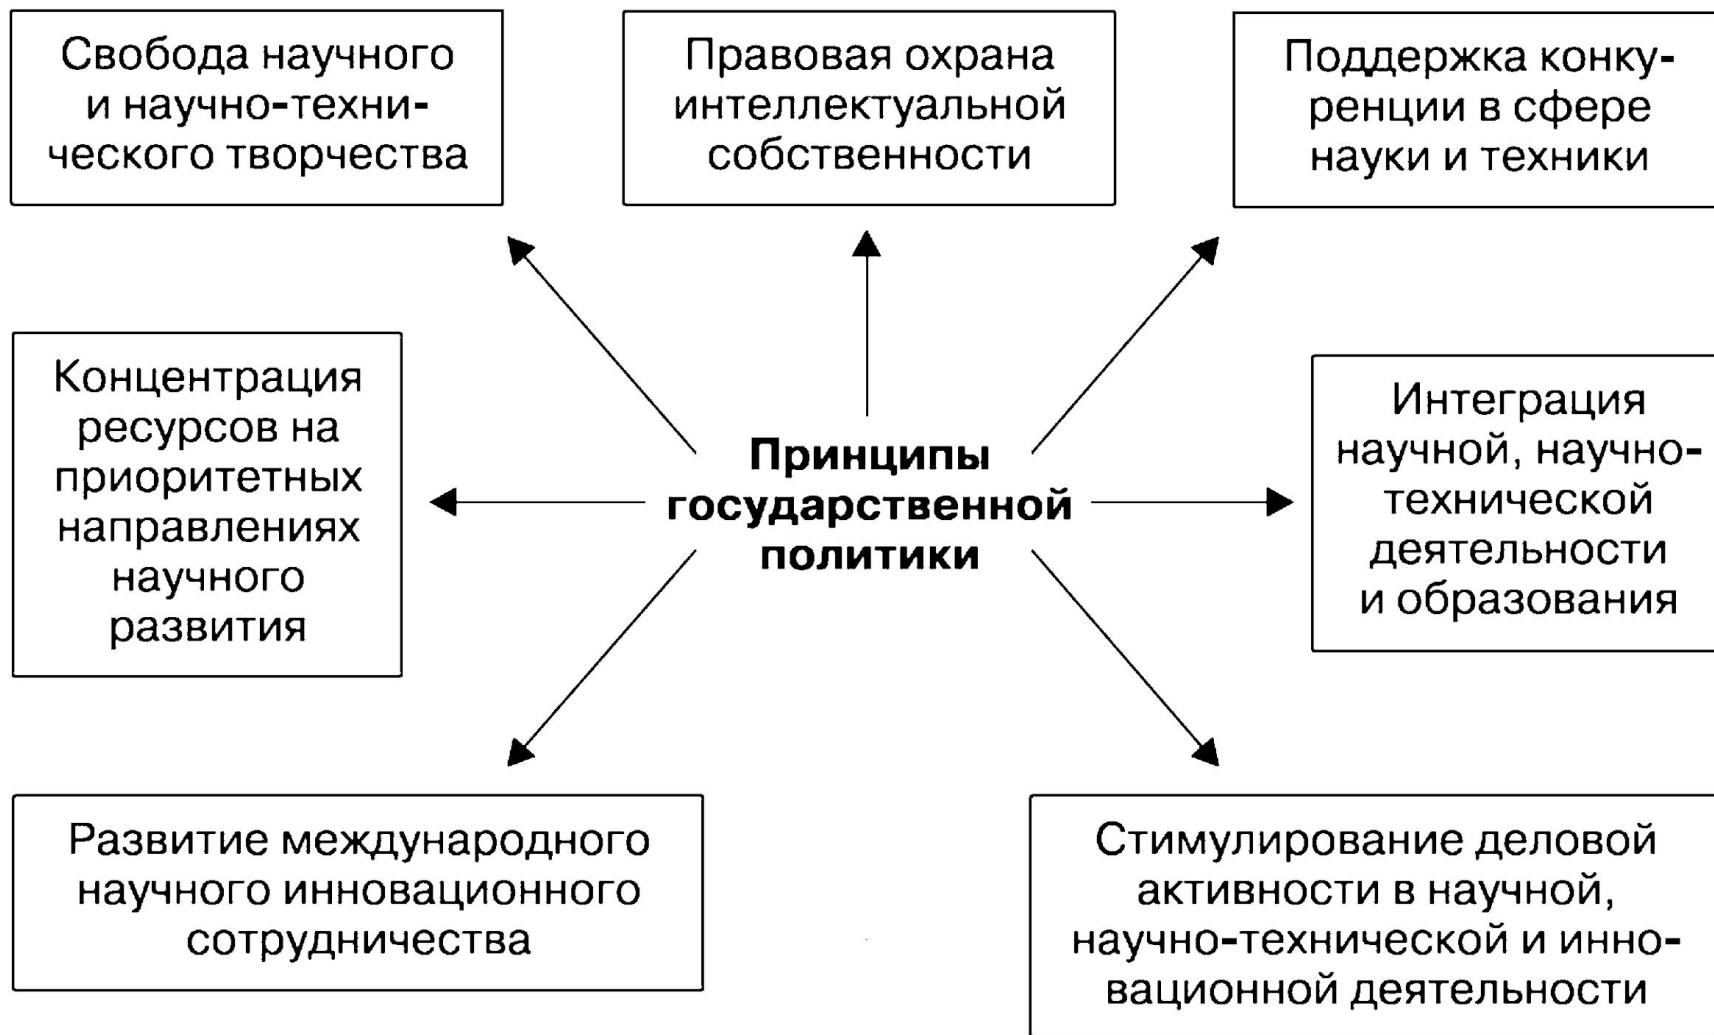 Свобода научного
и научно-техни-
ческого творчества
Правовая охрана
интеллектуальной
собственности
Поддержка конку-
ренции в сфере
науки и техники
Концентрация
ресурсов на
приоритетных
направлениях
научного
развития
Принципы
государственной
политики
Интеграция
научной, научно-
технической
деятельности
и образования
Развитие международного
научного инновационного
сотрудничества
Стимулирование деловой
активности в научной,
научно-технической и инно-
вационной деятельности